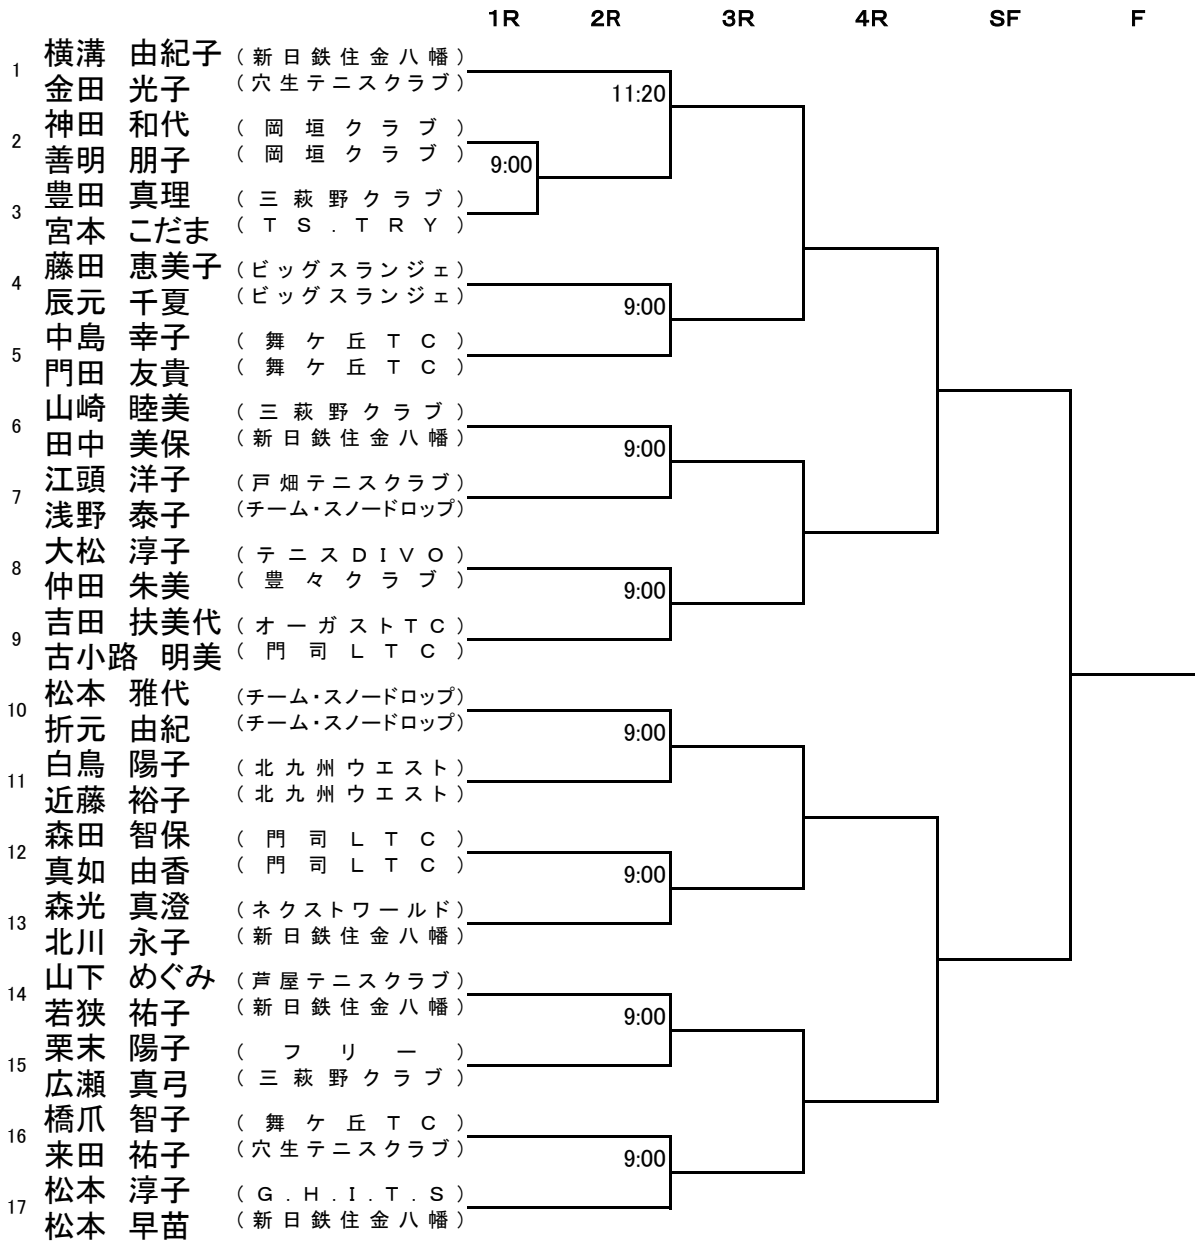 1R 2R 3R 4R SF F
横溝 由紀子 (新日鉄住金八幡)
1
金田 光子 (穴生テニスクラブ)
11:20
神田 和代 (岡垣クラブ)
2
善明 朋子 (岡垣クラブ)
9:00
豊田 真理 (三萩野クラブ)
3
宮本 こだま (TS.TRY)
藤田 恵美子 (ビッグスランジェ)
4
辰元 千夏 (ビッグスランジェ)
9:00
中島 幸子 (舞ケ丘TC)
5
門田 友貴 (舞ケ丘TC)
山崎 睦美 (三萩野クラブ)
6
田中 美保 (新日鉄住金八幡)
9:00
江頭 洋子 (戸畑テニスクラブ)
7
浅野 泰子 (チーム・スノードロップ)
大松 淳子 (テニスDIVO)
8
仲田 朱美 (豊々クラブ)
9:00
吉田 扶美代 (オーガストTC)
9
古小路 明美 (門司LTC)
松本 雅代 (チーム・スノードロップ)
10
折元 由紀 (チーム・スノードロップ)
9:00
白鳥 陽子 (北九州ウエスト)
11
近藤 裕子 (北九州ウエスト)
森田 智保 (門司LTC)
12
真如 由香 (門司LTC)
9:00
森光 真澄 (ネクストワールド)
13
北川 永子 (新日鉄住金八幡)
山下 めぐみ (芦屋テニスクラブ)
14
若狭 祐子 (新日鉄住金八幡)
9:00
栗末 陽子 (フリー)
15
広瀬 真弓 (三萩野クラブ)
橋爪 智子 (舞ケ丘TC)
16
来田 祐子 (穴生テニスクラブ)
9:00
松本 淳子 (G.H.I.T.S)
17
松本 早苗 (新日鉄住金八幡)